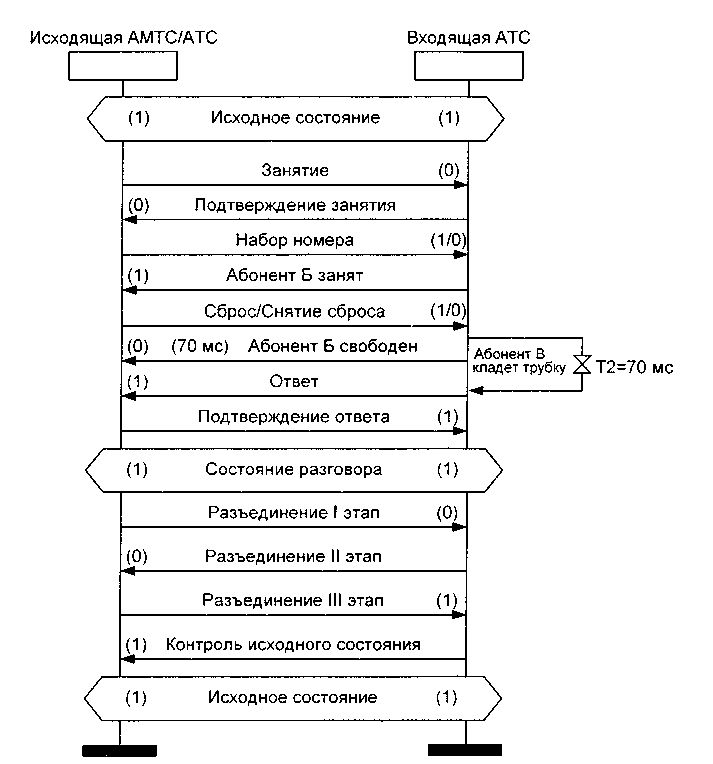 Исходящая АМТС/АТС
Входящая АТС
(1) Исходное состояние (1)
Занятие (0)
(0) Подтверждение занятия
Набор номера (1/0)
(1) Абонент Б занят
Сброс/Снятие сброса (1/0)
(0) (70 мс) Абонент Б свободен
Абонент В
кладет трубку
T2=70 мс
(1) Ответ
Подтверждение ответа (1)
(1) Состояние разговора (1)
Разъединение I этап (0)
(0) Разъединение II этап
Разъединение III этап (1)
(1) Контроль исходного состояния
(1) Исходное состояние (1)